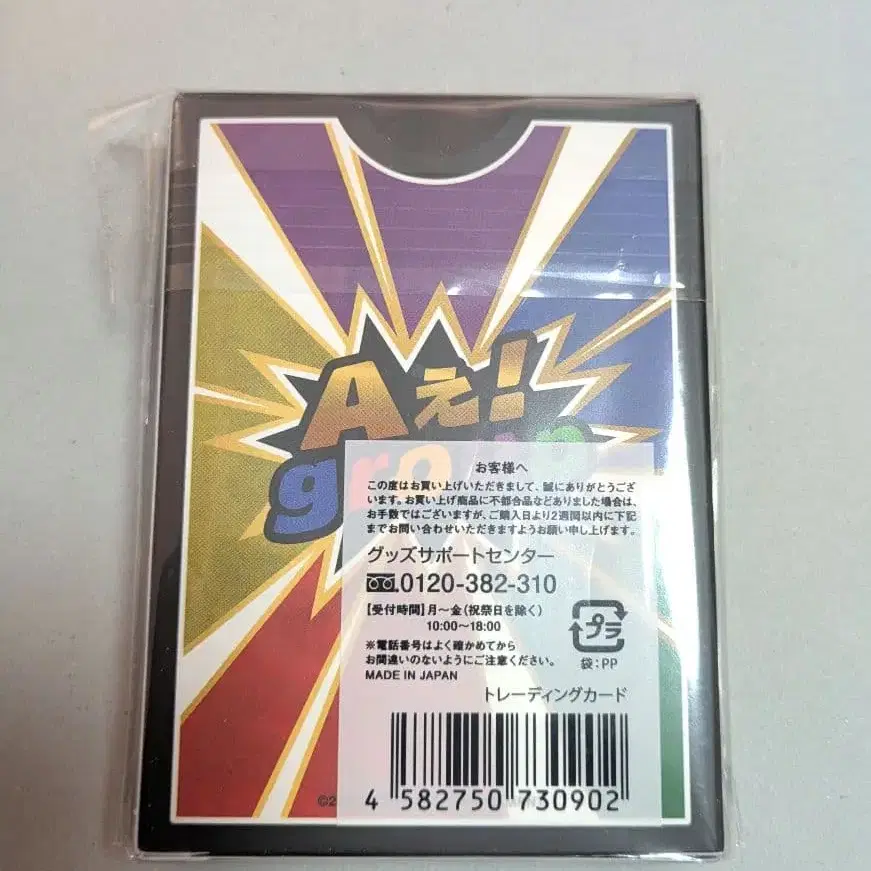 Aぇ!
group
お客様へ
この度はお買い上げいただきまして、誠にありがとうござ
います。お買い上げ商品に不都合品などありました場合は、
お手数ではございますが、ご購入日より2週間以内に下記
までお問い合わせいただきますようお願い申し上げます。
グッズサポートセンター
0120-382-310
【受付時間】月〜金(祝祭日を除く)
10:00〜18:00
※電話番号はよく確かめてから
お間違いのないようにご注意ください。
MADE IN JAPAN
プラ
袋:PP
トレーディングカード
©2
4 582750 730902